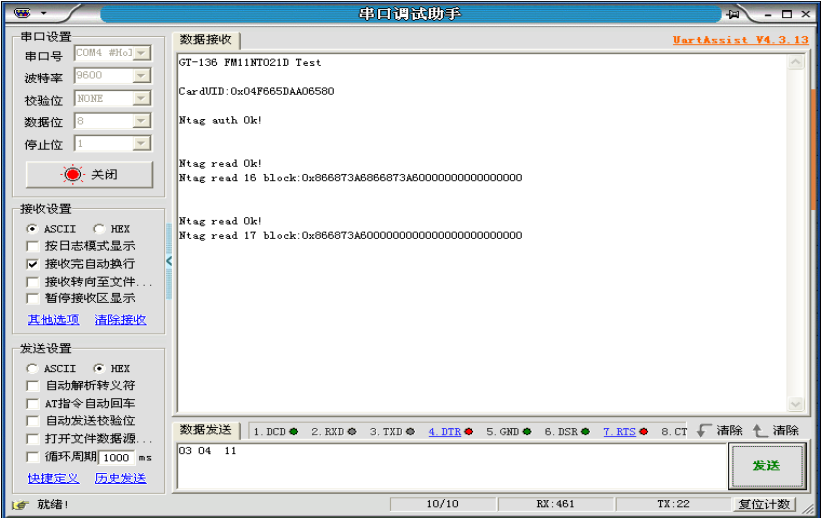 串口调试助手
串口设置
串口号 COM4 #Hol
波特率 9600
校验位 NONE
数据位 8
停止位 1
关闭
接收设置
ASCII HEX
按日志模式显示
接收完自动换行
接收转向至文件...
暂停接收区显示
其他选项 清除接收
发送设置
ASCII HEX
自动解析转义符
AT指令自动回车
自动发送校验位
打开文件数据源...
循环周期 1000 ms
快捷定义 历史发送
数据接收
UartAssist V4.3.13
GT-136 FM11NT021D Test
CardUID:0x04F665DAA06580
Ntag auth Ok!
Ntag read Ok!
Ntag read 16 block:0x866873A6866873A60000000000000000
Ntag read Ok!
Ntag read 17 block:0x866873A6000000000000000000000000
数据发送 1.DCD 2.RXD 3.TXD 4.DTR 5.GND 6.DSR 7.RTS 8.CT 清除 清除
03 04 11
发送
就绪! 10/10 RX:461 TX:22 复位计数